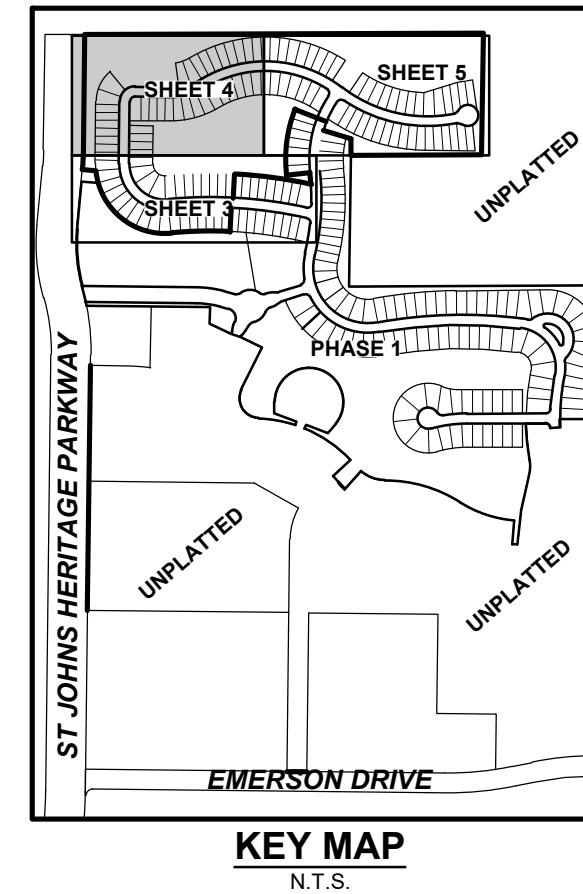 SHEET 5
SHEET 4
UNPLATTED
SHEET 3
PHASE 1
ST JOHNS HERITAGE PARKWAY
UNPLATTED
UNPLATTED
EMERSON DRIVE
KEY MAP
N.T.S.